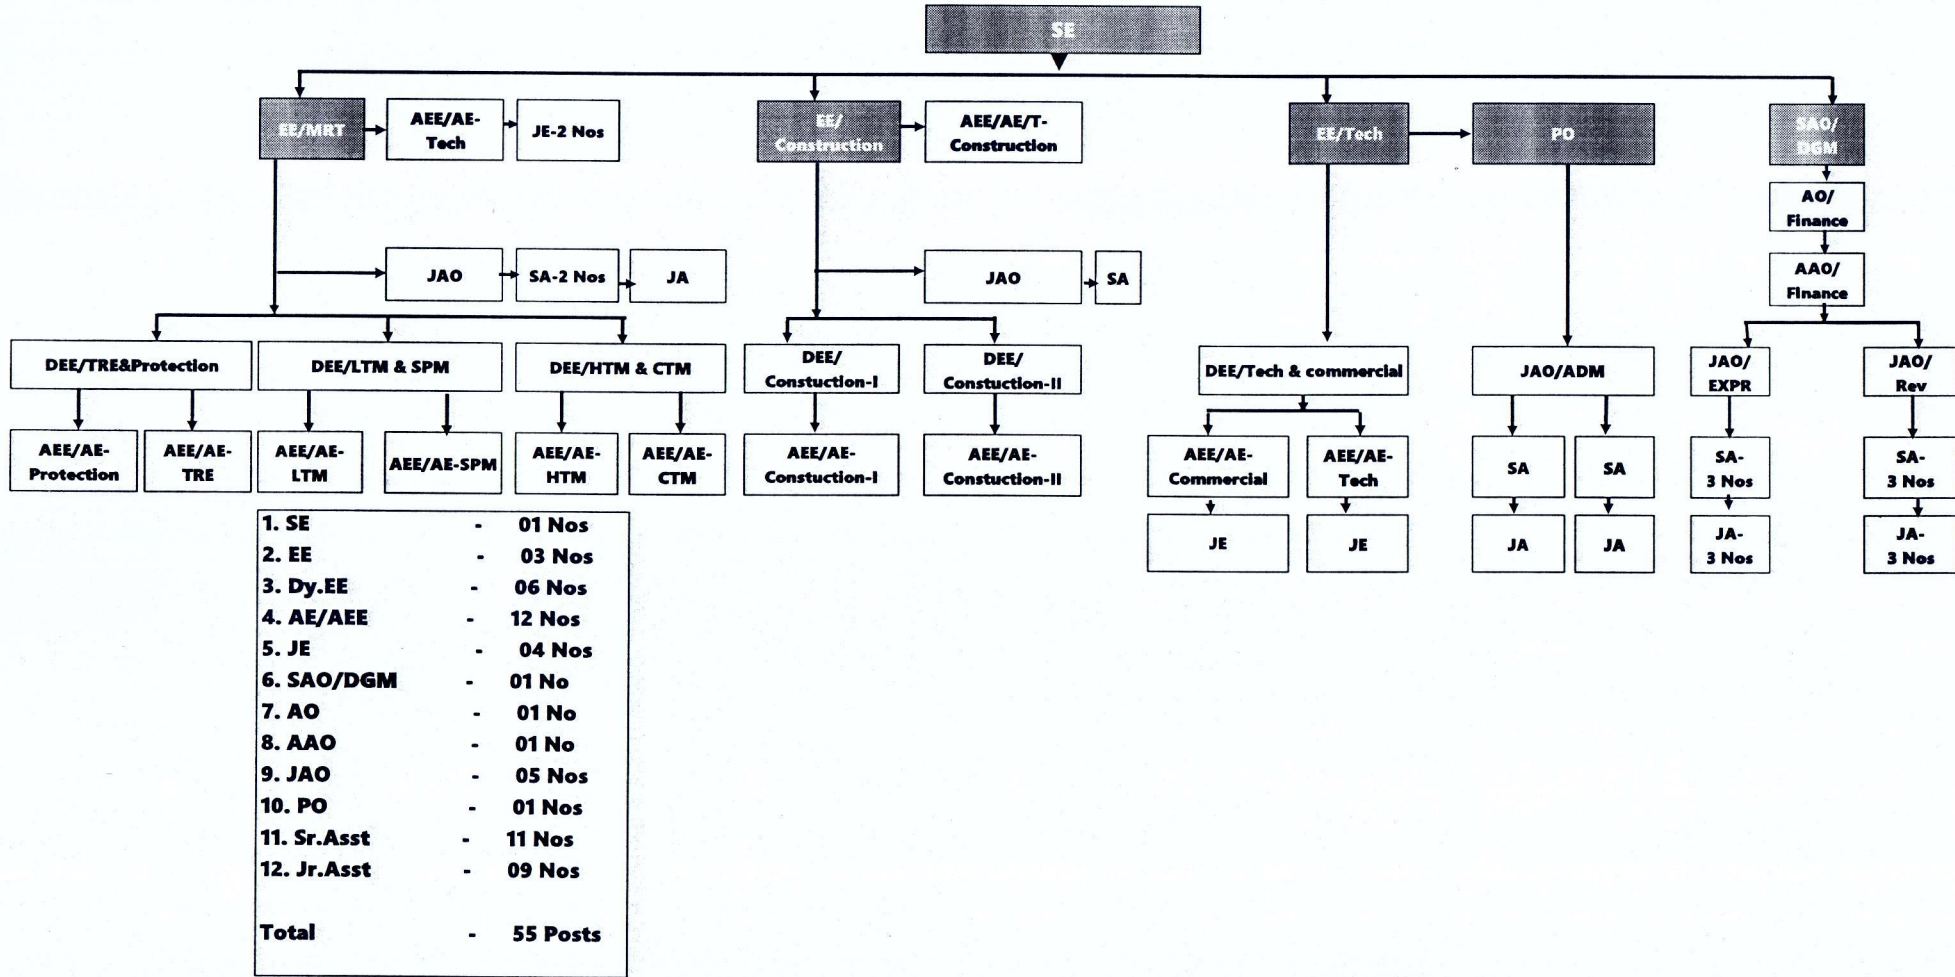 SE
EE/MRT
AEE/AE-
Tech
JE-2 Nos
EE/
Construction
AEE/AE/T-
Construction
EE/Tech
PO
SAO/
DGM
AO/
Finance
AAO/
Finance
JAO
SA-2 Nos
JA
JAO
SA
DEE/TRE&Protection
DEE/LTM & SPM
DEE/HTM & CTM
DEE/
Constuction-I
DEE/
Constuction-II
DEE/Tech & commercial
JAO/ADM
JAO/
EXPR
JAO/
Rev
AEE/AE-
Protection
AEE/AE-
TRE
AEE/AE-
LTM
AEE/AE-SPM
AEE/AE-
HTM
AEE/AE-
CTM
AEE/AE-
Constuction-I
AEE/AE-
Constuction-II
AEE/AE-
Commercial
AEE/AE-
Tech
SA
SA
SA-
3 Nos
SA-
3 Nos
JE
JE
JA
JA
JA-
3 Nos
JA-
3 Nos
1. SE - 01 Nos
2. EE - 03 Nos
3. Dy.EE - 06 Nos
4. AE/AEE - 12 Nos
5. JE - 04 Nos
6. SAO/DGM - 01 No
7. AO - 01 No
8. AAO - 01 No
9. JAO - 05 Nos
10. PO - 01 Nos
11. Sr.Asst - 11 Nos
12. Jr.Asst - 09 Nos
Total - 55 Posts